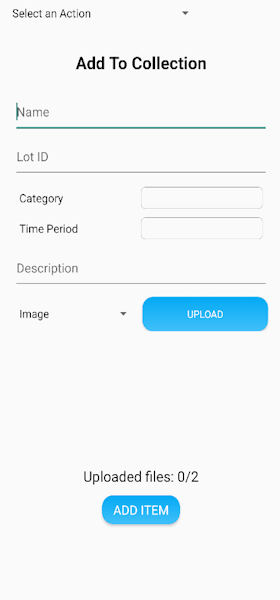 Select an Action
Add To Collection
Name
Lot ID
Category
Time Period
Description
Image
UPLOAD
Uploaded files: 0/2
ADD ITEM